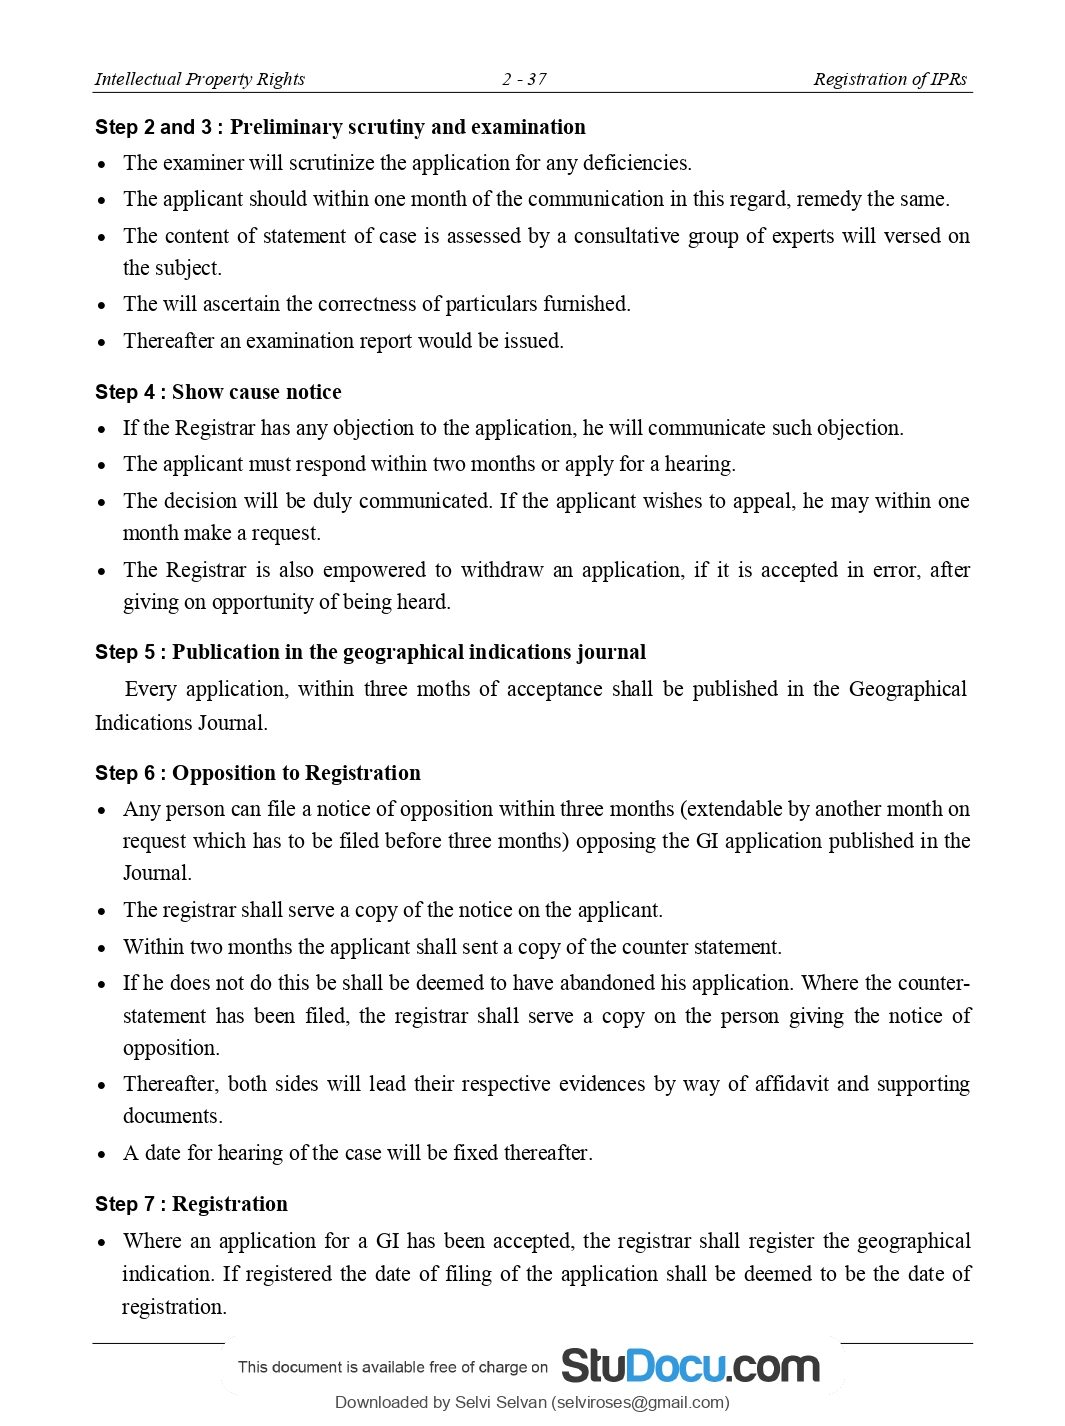 Intellectual Property Rights 2 - 37 Registration of IPRs
Step 2 and 3 : Preliminary scrutiny and examination
• The examiner will scrutinize the application for any deficiencies.
• The applicant should within one month of the communication in this regard, remedy the same.
• The content of statement of case is assessed by a consultative group of experts will versed on
the subject.
• The will ascertain the correctness of particulars furnished.
• Thereafter an examination report would be issued.
Step 4 : Show cause notice
• If the Registrar has any objection to the application, he will communicate such objection.
• The applicant must respond within two months or apply for a hearing.
• The decision will be duly communicated. If the applicant wishes to appeal, he may within one
month make a request.
• The Registrar is also empowered to withdraw an application, if it is accepted in error, after
giving on opportunity of being heard.
Step 5 : Publication in the geographical indications journal
Every application, within three moths of acceptance shall be published in the Geographical
Indications Journal.
Step 6 : Opposition to Registration
• Any person can file a notice of opposition within three months (extendable by another month on
request which has to be filed before three months) opposing the GI application published in the
Journal.
• The registrar shall serve a copy of the notice on the applicant.
• Within two months the applicant shall sent a copy of the counter statement.
• If he does not do this be shall be deemed to have abandoned his application. Where the counter-
statement has been filed, the registrar shall serve a copy on the person giving the notice of
opposition.
• Thereafter, both sides will lead their respective evidences by way of affidavit and supporting
documents.
• A date for hearing of the case will be fixed thereafter.
Step 7 : Registration
• Where an application for a GI has been accepted, the registrar shall register the geographical
indication. If registered the date of filing of the application shall be deemed to be the date of
registration.
This document is available free of charge on StuDocu.com
Downloaded by Selvi Selvan (selviroses@gmail.com)